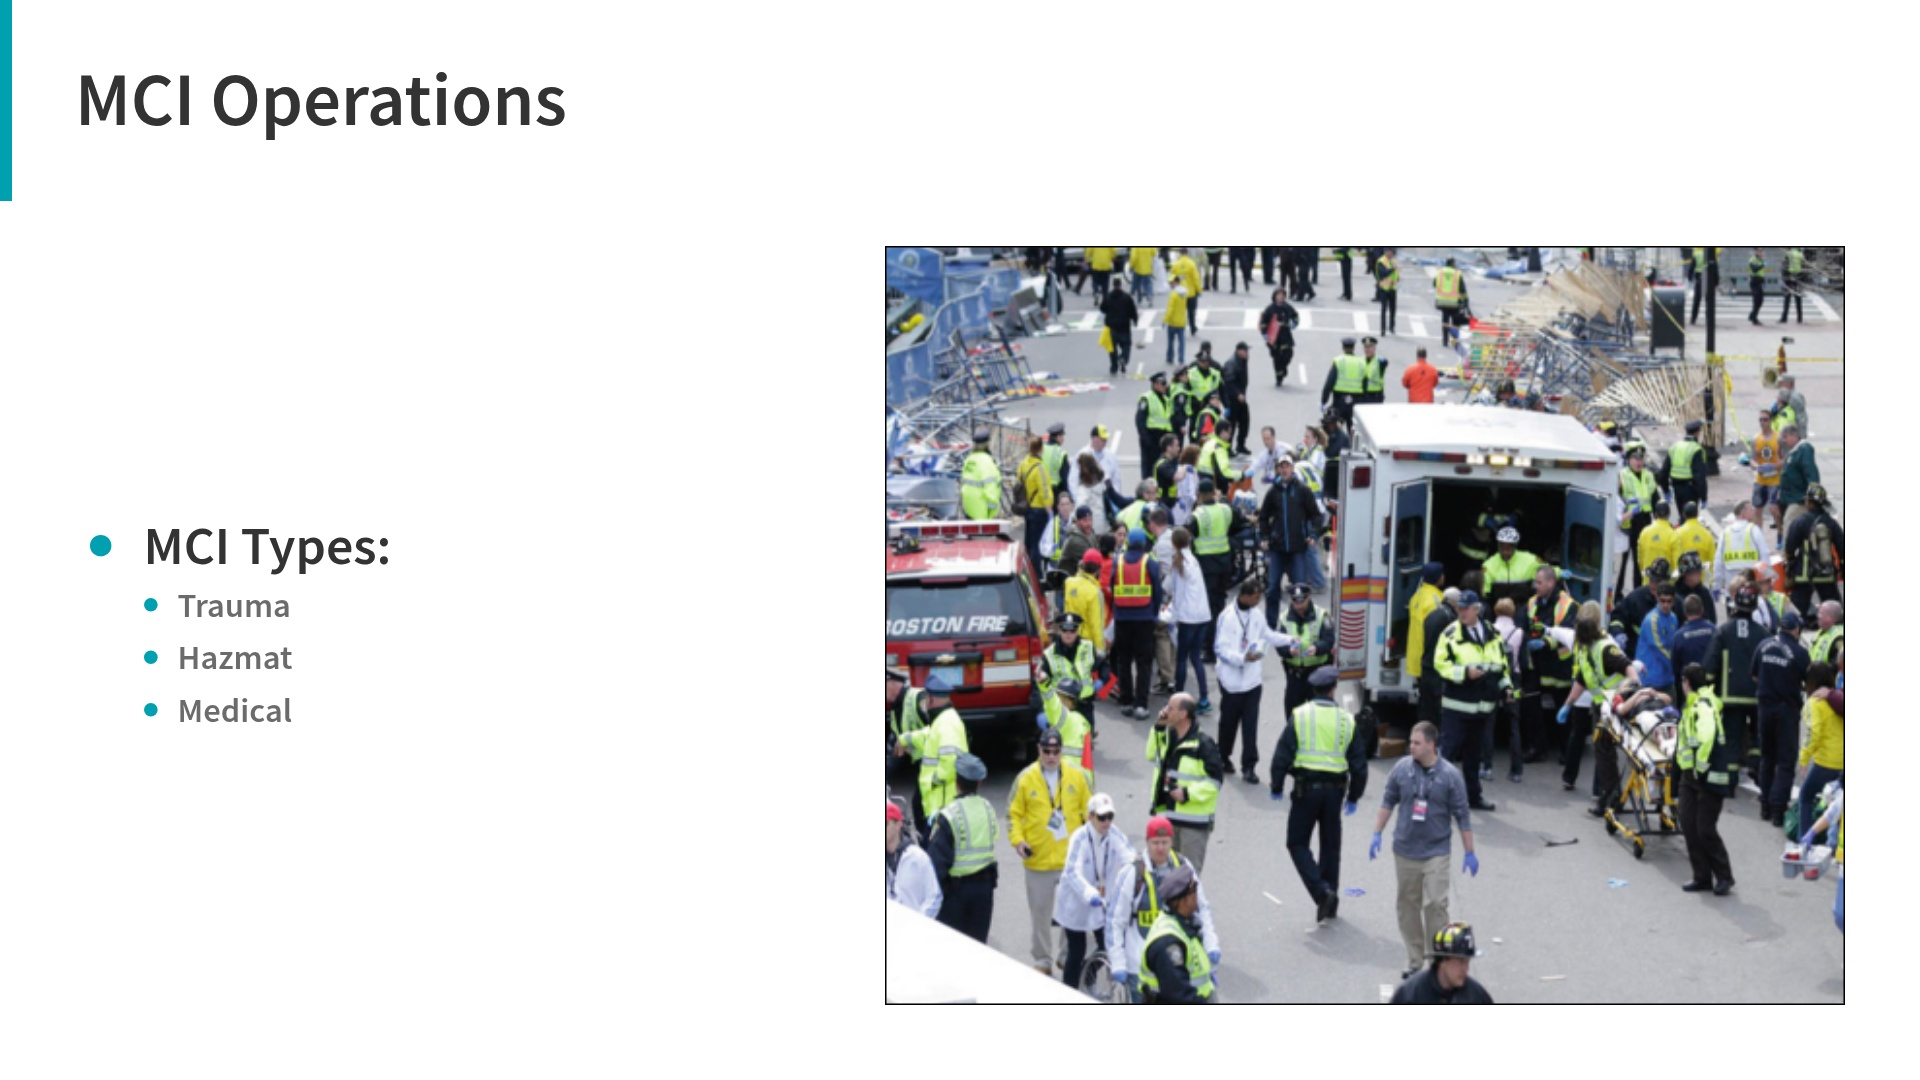 MCI Operations
MCI Types:
Trauma
Hazmat
Medical
BOSTON FIRE